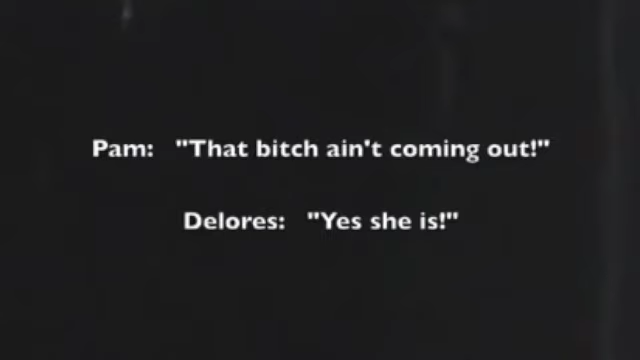 Pam: "That bitch ain't coming out!"
Delores: "Yes she is!"